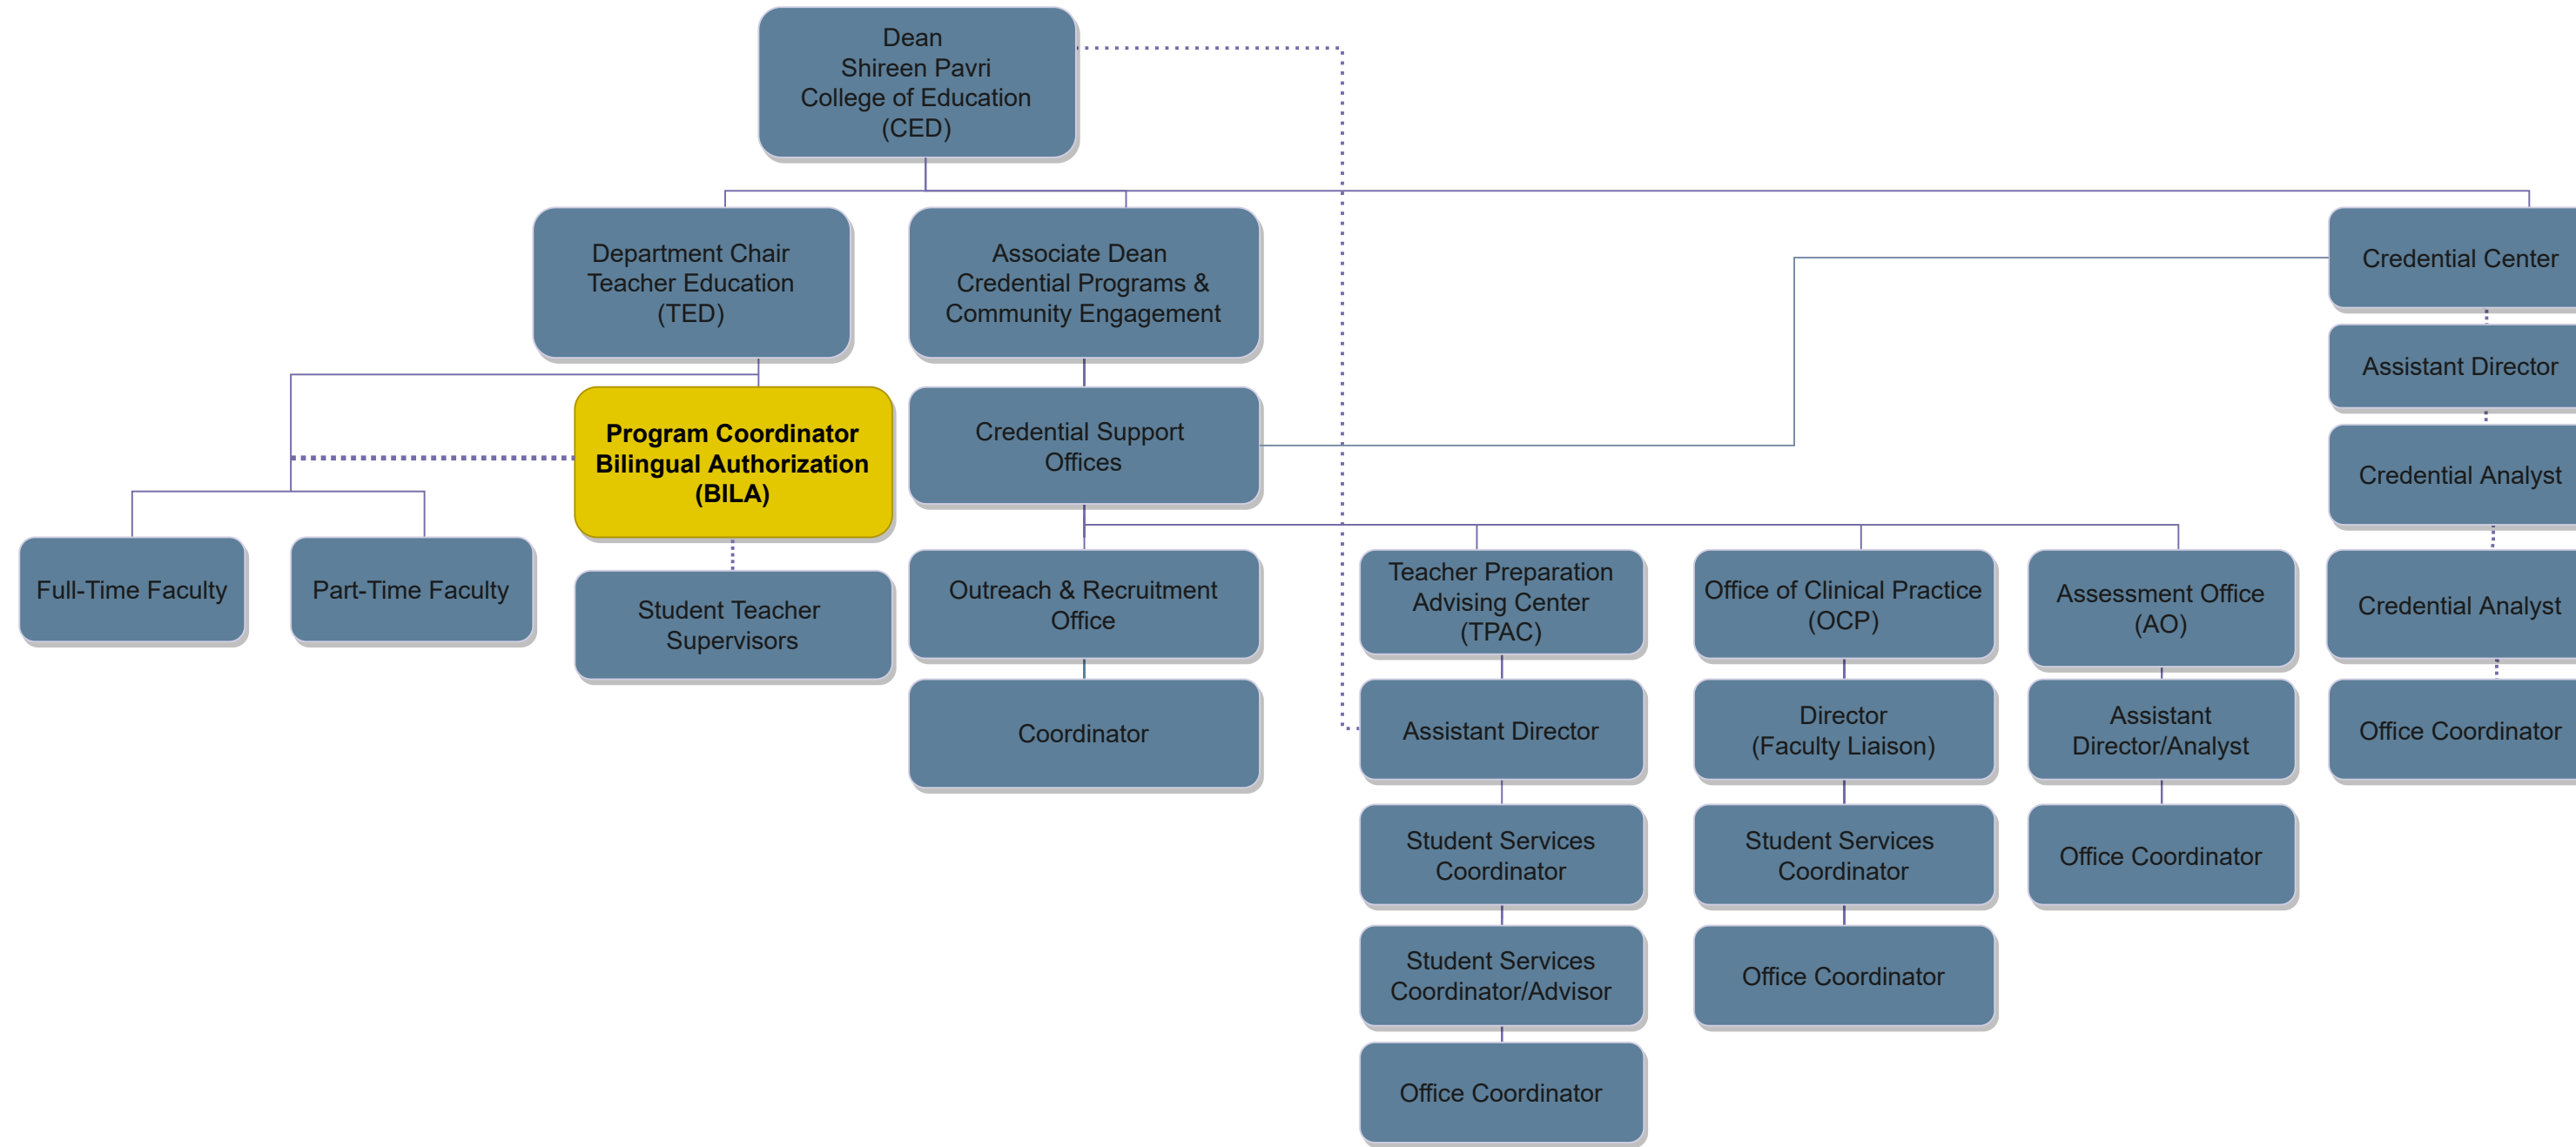 Dean
Shireen Pavri
College of Education
(CED)
Department Chair
Teacher Education
(TED)
Associate Dean
Credential Programs &
Community Engagement
Credential Center
Assistant Director
Program Coordinator
Bilingual Authorization
(BILA)
Credential Support
Offices
Credential Analyst
Full-Time Faculty
Part-Time Faculty
Student Teacher
Supervisors
Outreach & Recruitment
Office
Teacher Preparation
Advising Center
(TPAC)
Office of Clinical Practice
(OCP)
Assessment Office
(AO)
Credential Analyst
Coordinator
Assistant Director
Director
(Faculty Liaison)
Assistant
Director/Analyst
Office Coordinator
Student Services
Coordinator
Student Services
Coordinator
Office Coordinator
Student Services
Coordinator/Advisor
Office Coordinator
Office Coordinator